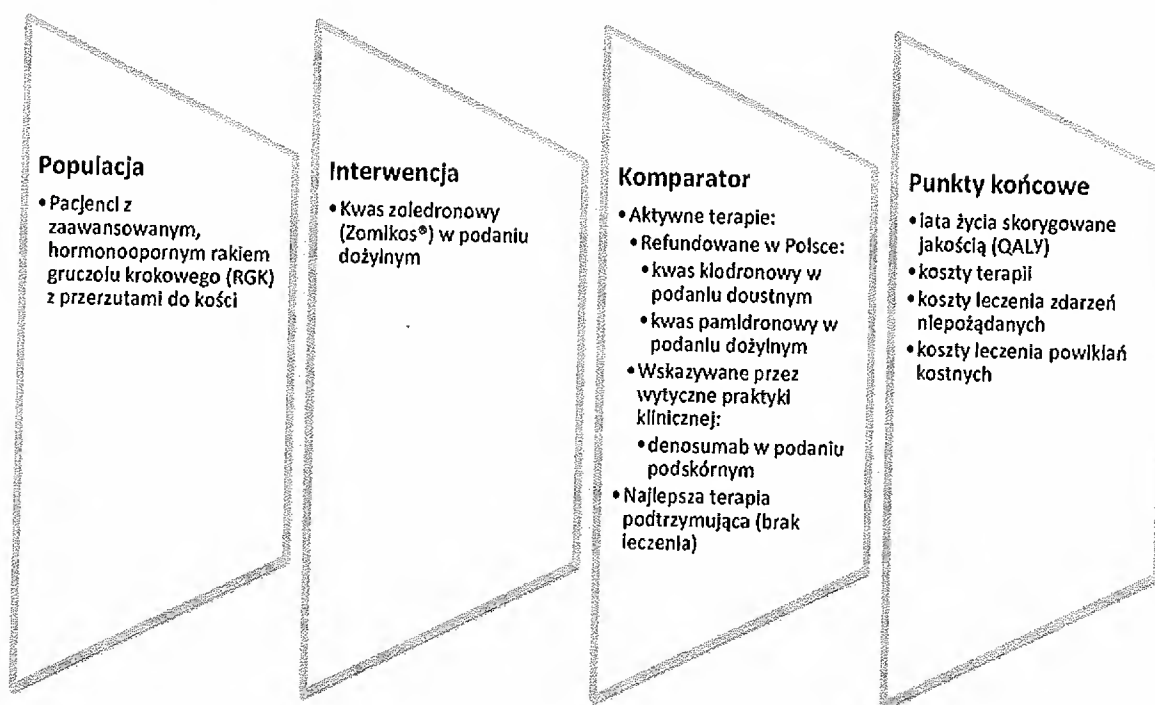 Populacja
• Pacjenci z
zaawansowanym,
hormonoopornym rakiem
gruczołu krokowego (RGK)
z przerzutami do kości
Interwencja
• Kwas zoledronowy
(Zomikos®) w podaniu
dożylnym
Komparator
• Aktywne terapie:
• Refundowane w Polsce:
• kwas klodronowy w
podaniu doustnym
• kwas pamidronowy w
podaniu dożylnym
• Wskazywane przez
wytyczne praktyki
klinicznej:
• denosumab w podaniu
podskórnym
• Najlepsza terapia
podtrzymująca (brak
leczenia)
Punkty końcowe
• lata życia skorygowane
jakością (QALY)
• koszty terapii
• koszty leczenia zdarzeń
niepożądanych
• koszty leczenia powikłań
kostnych